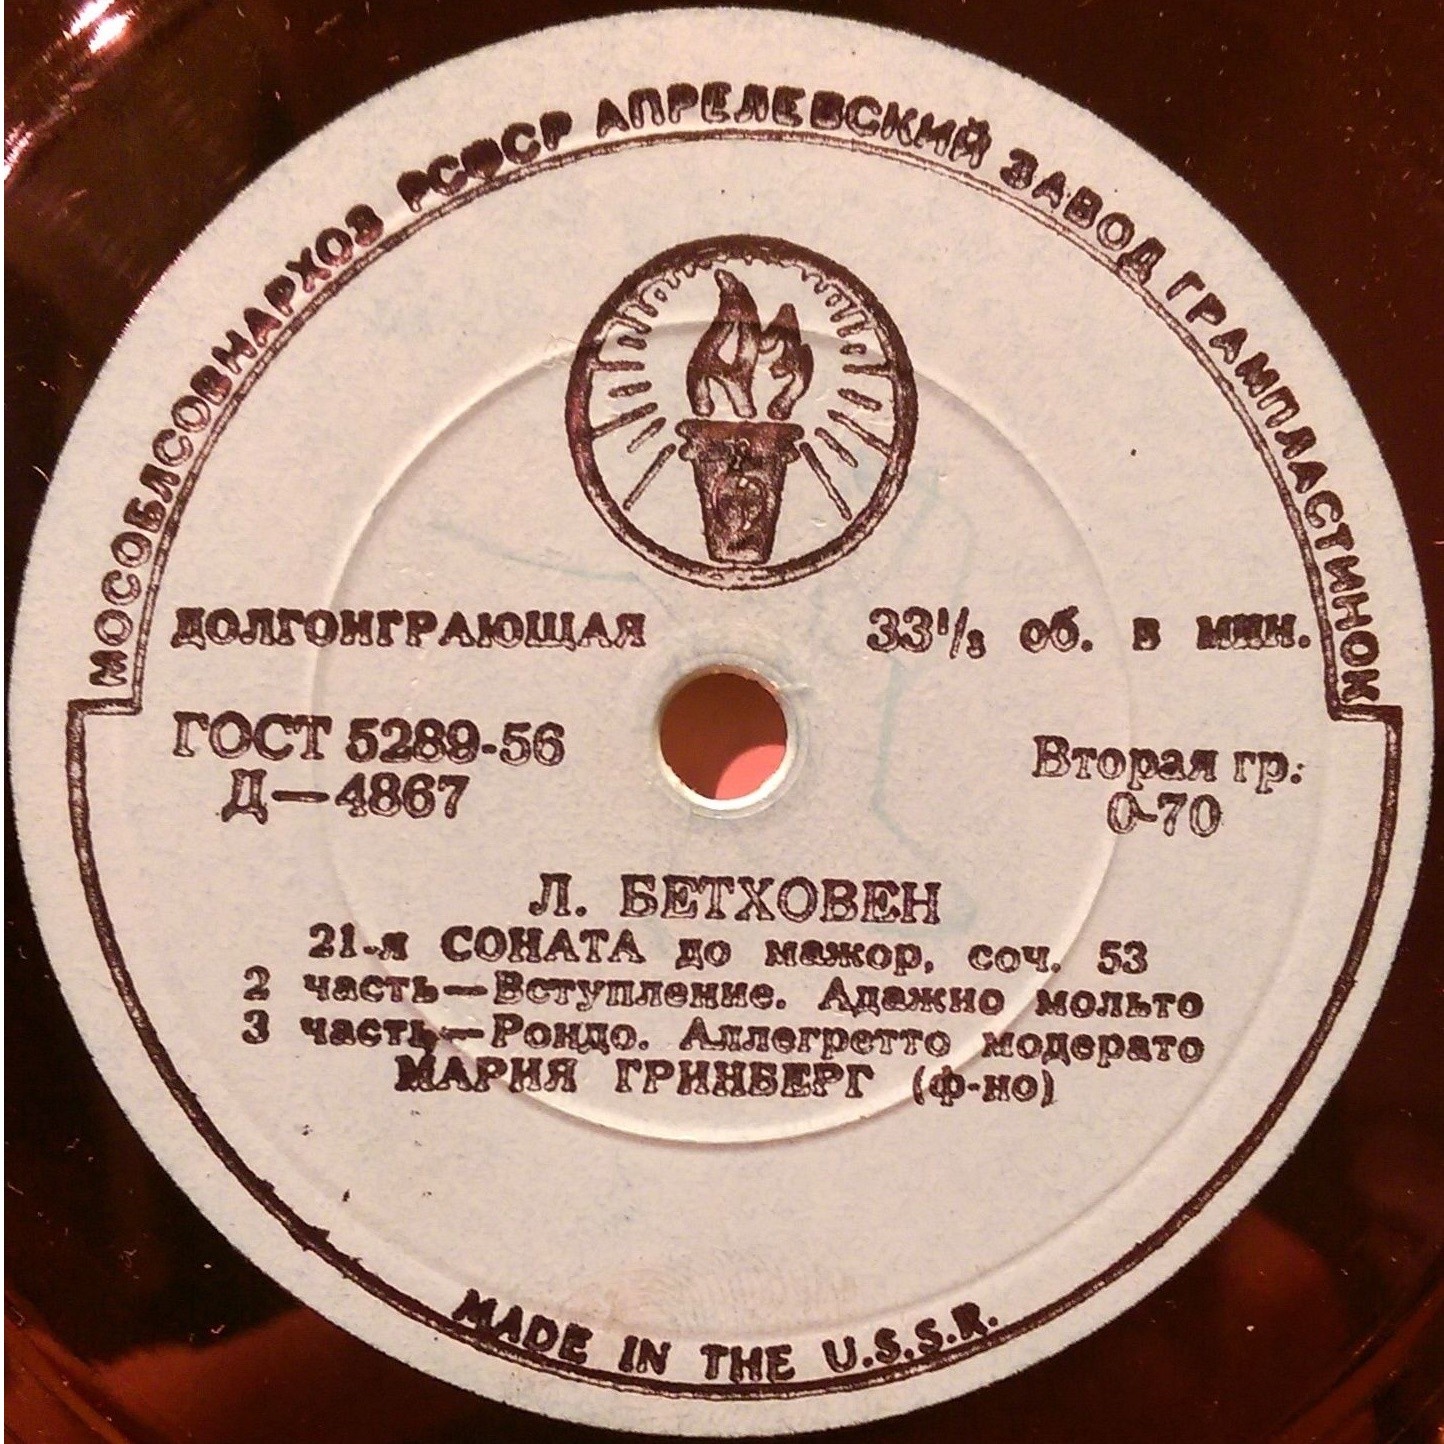 МОСОБЛСОВНАРХОЗ РСФСР АПРЕЛЕВСКИЙ ЗАВОД ГРАМПЛАСТИНОК
ДОЛГОИГРАЮЩАЯ 33⅓ об. в мин.
ГОСТ 5289-56 Вторая гр:
Д—4867 0-70
Л. БЕТХОВЕН
21-я СОНАТА до мажор, соч. 53
2 часть—Вступление. Адажио мольто
3 часть—Рондо. Аллегретто модерато
МАРИЯ ГРИНБЕРГ (ф-но)
MADE IN THE U.S.S.R.